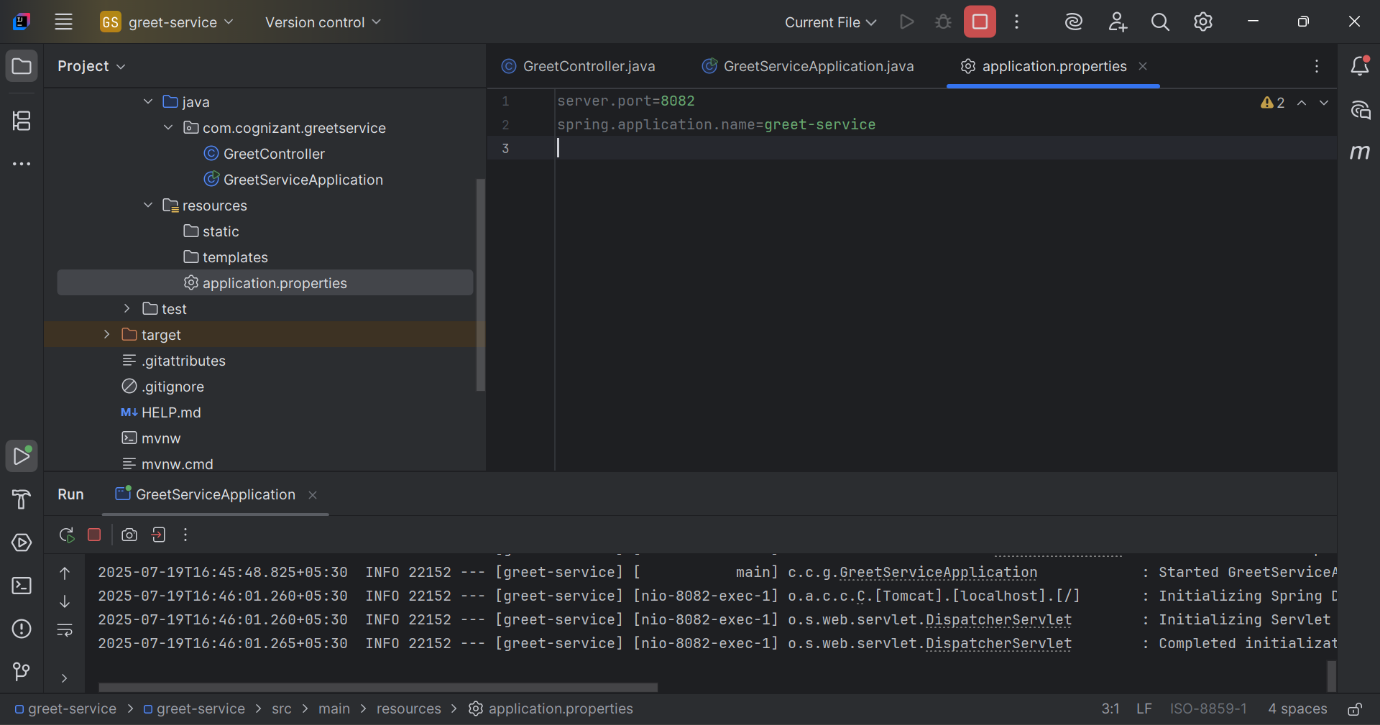 GS greet-service Version control Current File
Project
GreetController.java GreetServiceApplication.java application.properties
java
com.cognizant.greetservice
GreetController
GreetServiceApplication
resources
static
templates
application.properties
test
target
.gitattributes
.gitignore
M↓ HELP.md
mvnw
mvnw.cmd
1 server.port=8082
2 spring.application.name=greet-service
3
2
m
Run GreetServiceApplication
2025-07-19T16:45:48.825+05:30 INFO 22152 --- [greet-service] [ main] c.c.g.GreetServiceApplication : Started GreetServiceA
2025-07-19T16:46:01.260+05:30 INFO 22152 --- [greet-service] [nio-8082-exec-1] o.a.c.c.C.[Tomcat].[localhost].[/] : Initializing Spring D
2025-07-19T16:46:01.260+05:30 INFO 22152 --- [greet-service] [nio-8082-exec-1] o.s.web.servlet.DispatcherServlet : Initializing Servlet
2025-07-19T16:46:01.265+05:30 INFO 22152 --- [greet-service] [nio-8082-exec-1] o.s.web.servlet.DispatcherServlet : Completed initializat
greet-service > greet-service > src > main > resources > application.properties 3:1 LF ISO-8859-1 4 spaces